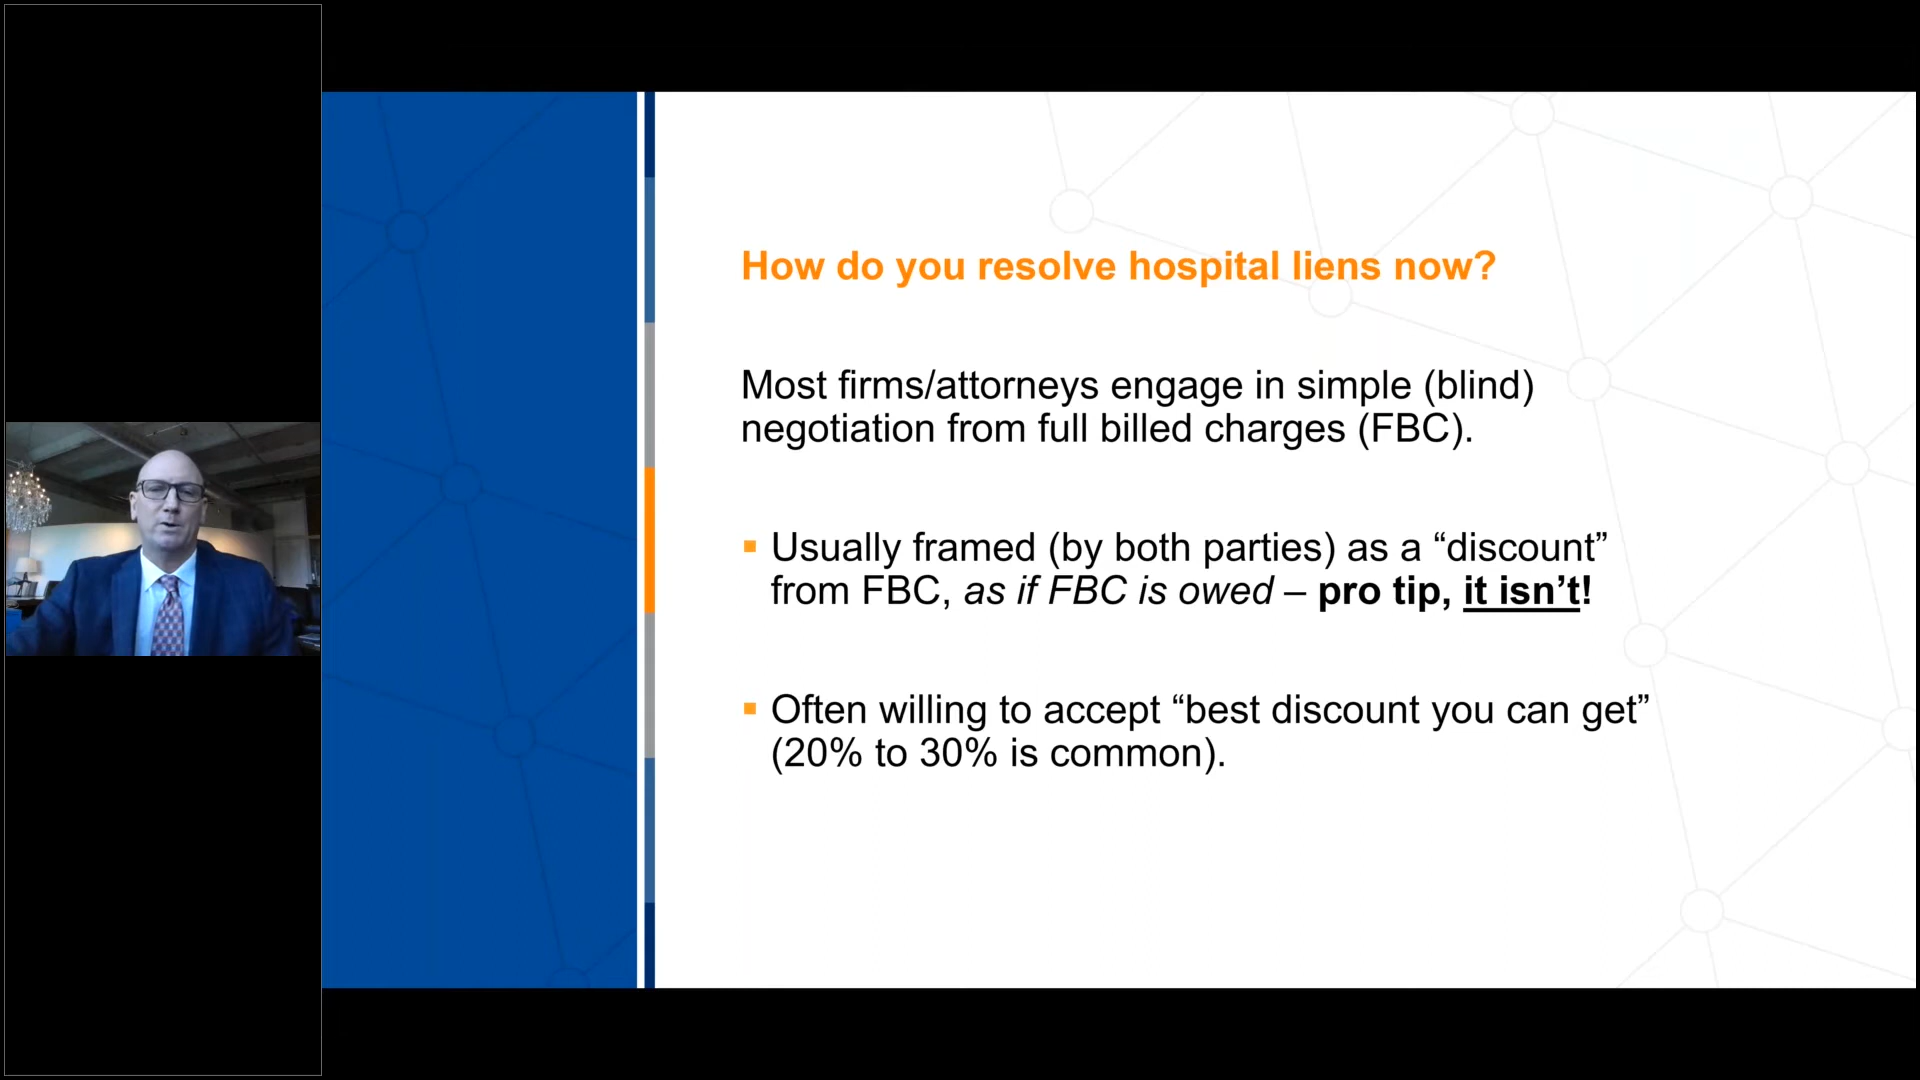 How do you resolve hospital liens now?
Most firms/attorneys engage in simple (blind)
negotiation from full billed charges (FBC).
▪ Usually framed (by both parties) as a “discount”
from FBC, as if FBC is owed – pro tip, it isn’t!
▪ Often willing to accept “best discount you can get”
(20% to 30% is common).